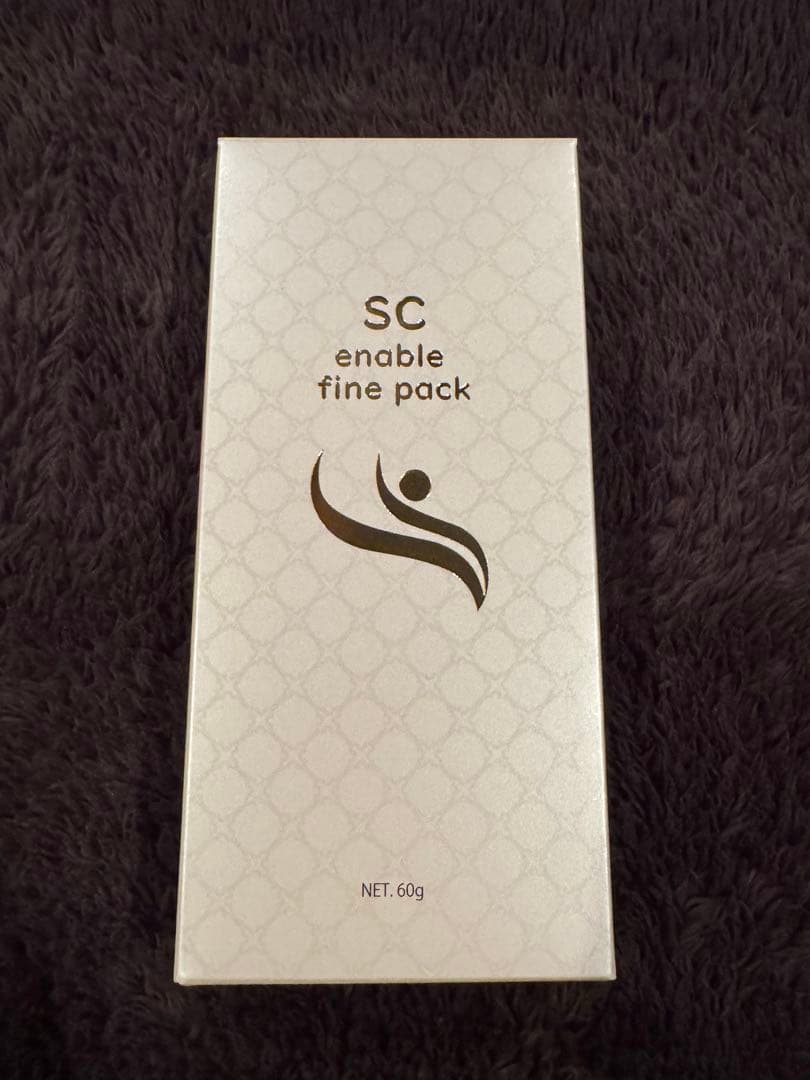 SC
enable
fine pack
NET. 60g